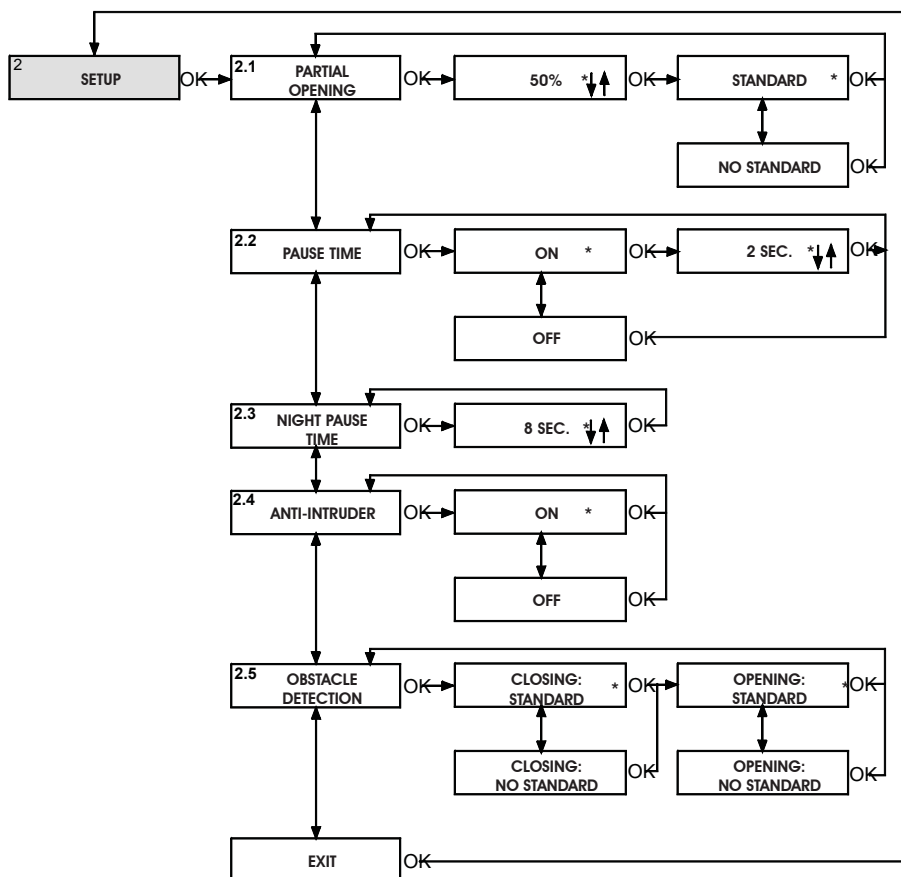 2
SETUP OK
2.1 PARTIAL
OPENING OK
50% * OK
STANDARD * OK
NO STANDARD OK
2.2
PAUSE TIME OK
ON * OK
2 SEC. * OK
OFF OK
2.3 NIGHT PAUSE
TIME OK
8 SEC. * OK
2.4
ANTI-INTRUDER OK
ON * OK
OFF OK
2.5 OBSTACLE
DETECTION OK
CLOSING:
STANDARD * OK
OPENING:
STANDARD * OK
CLOSING:
NO STANDARD OK
OPENING:
NO STANDARD OK
EXIT OK